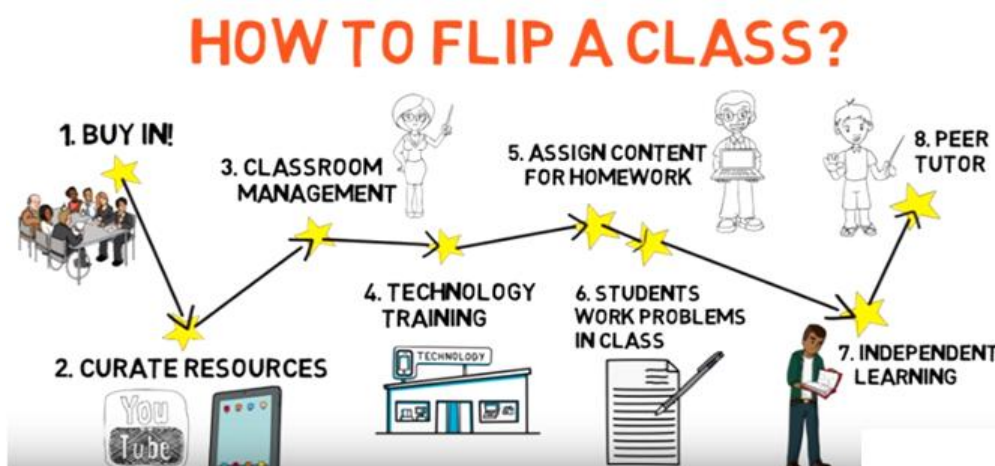 HOW TO FLIP A CLASS?
1. BUY IN!
2. CURATE RESOURCES
You
Tube
3. CLASSROOM
MANAGEMENT
4. TECHNOLOGY
TRAINING
TECHNOLOGY
5. ASSIGN CONTENT
FOR HOMEWORK
6. STUDENTS
WORK PROBLEMS
IN CLASS
7. INDEPENDENT
LEARNING
8. PEER
TUTOR